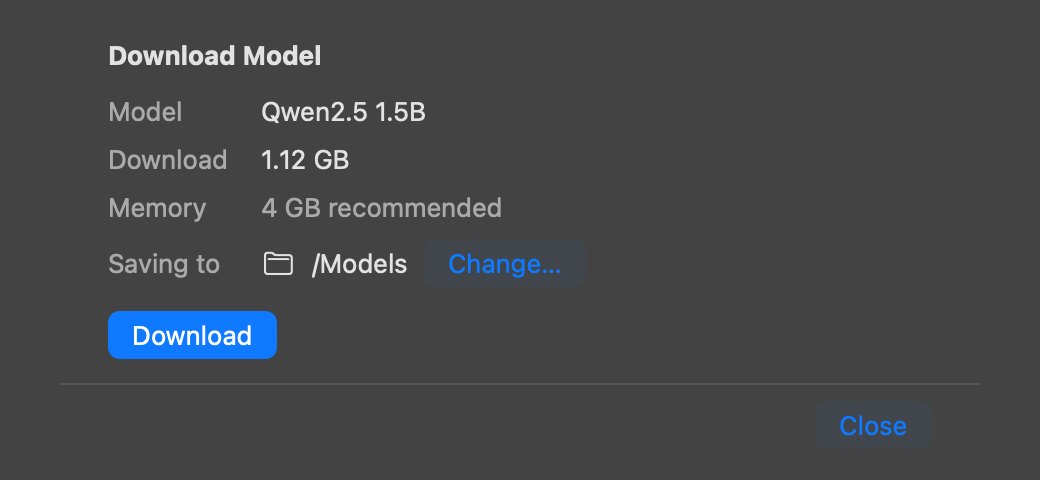 Download Model
Model Qwen2.5 1.5B
Download 1.12 GB
Memory 4 GB recommended
Saving to /Models Change...
Download
Close